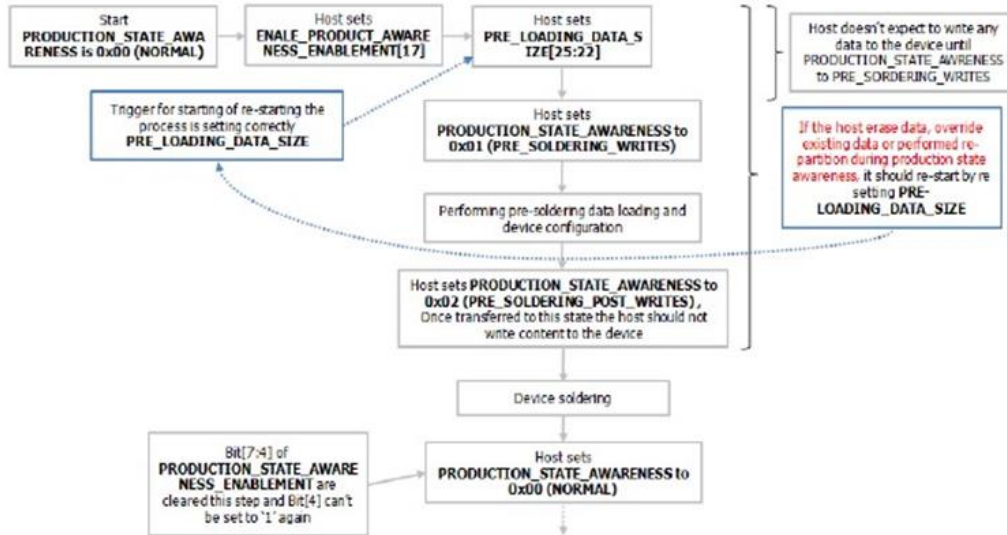 Start
PRODUCTION_STATE_AWA
RENESS is 0x00 (NORMAL)
Host sets
ENALE_PRODUCT_AWARE
NESS_ENABLEMENT[17]
Host sets
PRE_LOADING_DATA_S
IZE[25:22]
Host doesn't expect to write any
data to the device until
PRODUCTION_STATE_AWRENESS
to PRE_SORDERING_WRITES
Trigger for starting of re-starting the
process is setting correctly
PRE_LOADING_DATA_SIZE
Host sets
PRODUCTION_STATE_AWARENESS to
0x01 (PRE_SOLDERING_WRITES)
If the host erase data, override
existing data or performed re-
partition during production state
awareness, it should re-start by re
setting PRE-
LOADING_DATA_SIZE
Performing pre-soldering data loading and
device configuration
Host sets PRODUCTION_STATE_AWARENESS to
0x02 (PRE_SOLDERING_POST_WRITES) ,
Once transferred to this state the host should not
write content to the device
Device soldering
Bit[7:4] of
PRODUCTION_STATE_AWARE
NESS_ENABLEMENT are
cleared this step and Bit[4] can't
be set to '1' again
Host sets
PRODUCTION_STATE_AWARENESS to
0x00 (NORMAL)